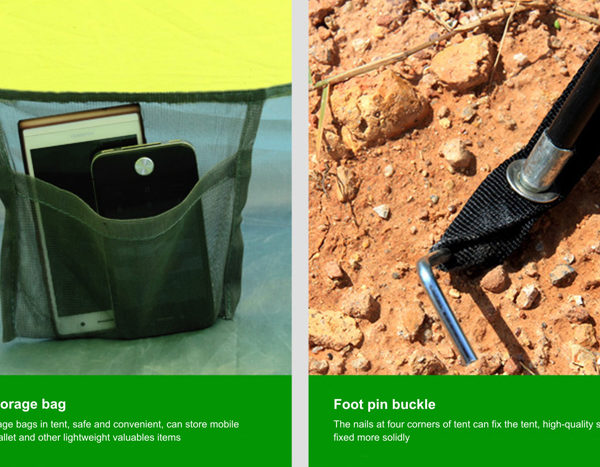 orage bag
age bags in tent, safe and convenient, can store mobile
allet and other lightweight valuables items
Foot pin buckle
The nails at four corners of tent can fix the tent, high-quality s
fixed more solidly